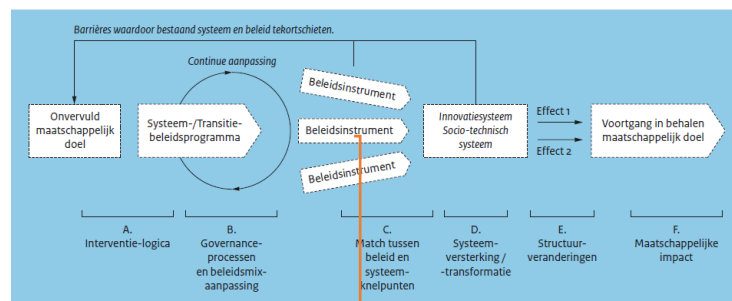 Barrières waardoor bestaand systeem en beleid tekortschieten.
Continue aanpassing
Onvervuld
maatschappelijk
doel
Systeem-/Transitie-
beleidsprogramma
Beleidsinstrument
Beleidsinstrument
Beleidsinstrument
Innovatiesysteem
Socio-technisch
systeem
Effect 1
Effect 2
Voortgang in behalen
maatschappelijk doel
A.
Interventie-logica
B.
Governance-
processen
en beleidsmix-
aanpassing
C.
Match tussen
beleid en
systeem-
knelpunten
D.
Systeem-
versterking /
-transformatie
E.
Structuur-
veranderingen
F.
Maatschappelijke
impact